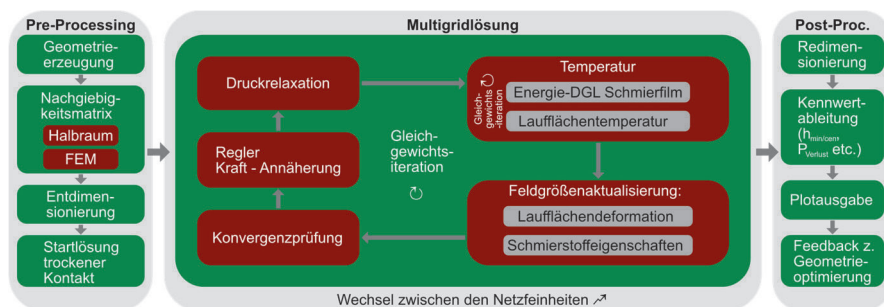 Pre-Processing
Geometrie-
erzeugung
Nachgiebig-
keitsmatrix
Halbraum
FEM
Entdimen-
sionierung
Startlösung
trockener
Kontakt
Multigridlösung
Druckrelaxation
Regler
Kraft - Annäherung
Konvergenzprüfung
Gleich-
gewichts-
iteration
Temperatur
Gleich-
gewichts
-iteration
Energie-DGL Schmierfilm
Laufflächentemperatur
Feldgrößenaktualisierung:
Laufflächendeformation
Schmierstoffeigenschaften
Wechsel zwischen den Netzfeinheiten ↗
Post-Proc.
Redimen-
sionierung
Kennwert-
ableitung
(hmin/cen,
PVerlust etc.)
Plotausgabe
Feedback z.
Geometrie-
optimierung